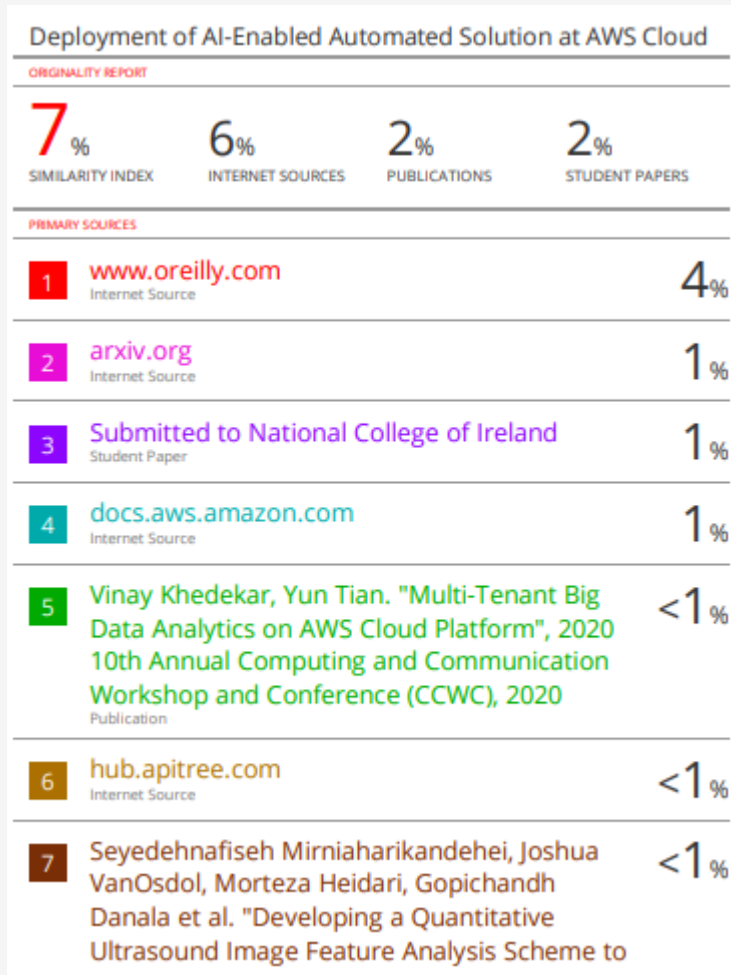 Deployment of AI-Enabled Automated Solution at AWS Cloud
ORIGINALITY REPORT
7% 6% 2% 2%
SIMILARITY INDEX INTERNET SOURCES PUBLICATIONS STUDENT PAPERS
PRIMARY SOURCES
1 www.oreilly.com 4%
Internet Source
2 arxiv.org 1%
Internet Source
3 Submitted to National College of Ireland 1%
Student Paper
4 docs.aws.amazon.com 1%
Internet Source
5 Vinay Khedekar, Yun Tian. "Multi-Tenant Big <1%
Data Analytics on AWS Cloud Platform", 2020
10th Annual Computing and Communication
Workshop and Conference (CCWC), 2020
Publication
6 hub.apitree.com <1%
Internet Source
7 Seyedehnafiseh Mirniaharikandehei, Joshua <1%
VanOsdol, Morteza Heidari, Gopichandh
Danala et al. "Developing a Quantitative
Ultrasound Image Feature Analysis Scheme to